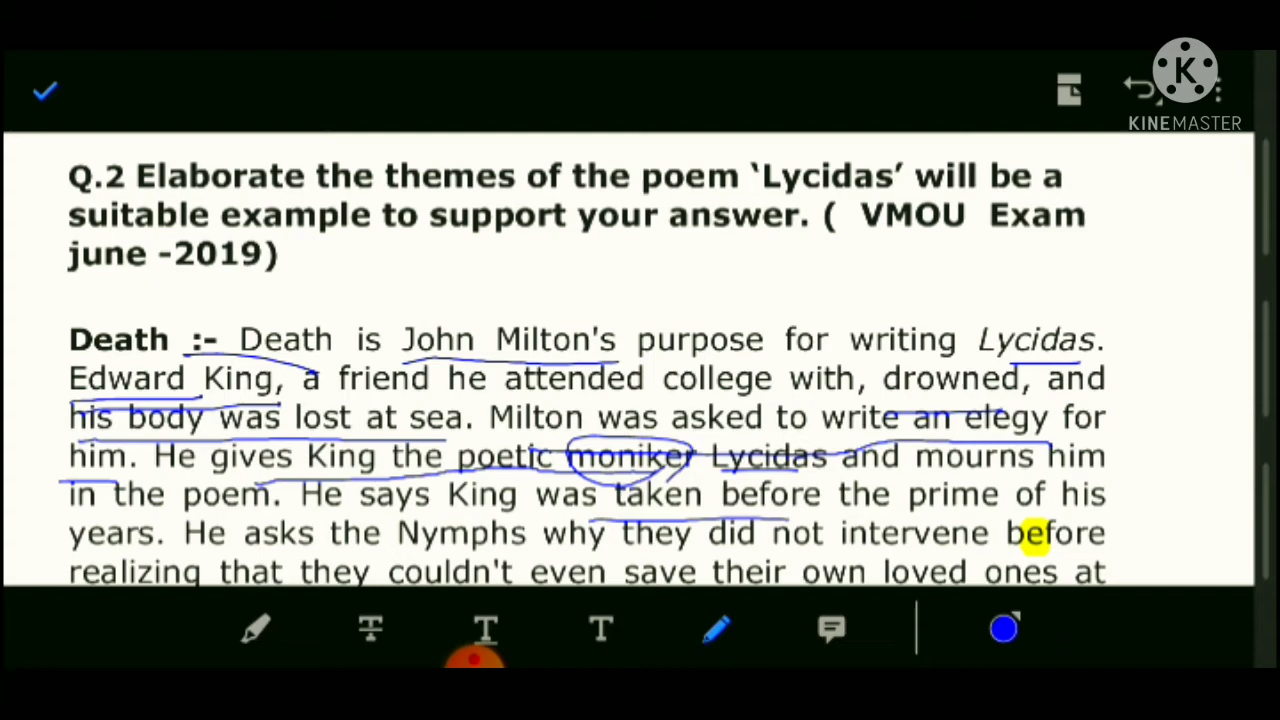 KINEMASTER
Q.2 Elaborate the themes of the poem ‘Lycidas’ will be a
suitable example to support your answer. ( VMOU Exam
june -2019)
Death :- Death is John Milton's purpose for writing Lycidas.
Edward King, a friend he attended college with, drowned, and
his body was lost at sea. Milton was asked to write an elegy for
him. He gives King the poetic moniker Lycidas and mourns him
in the poem. He says King was taken before the prime of his
years. He asks the Nymphs why they did not intervene before
realizing that they couldn't even save their own loved ones at